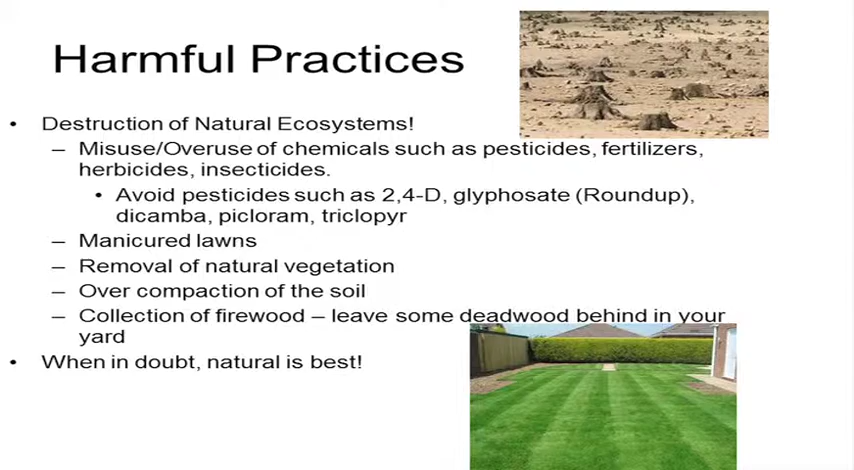 Harmful Practices
• Destruction of Natural Ecosystems!
– Misuse/Overuse of chemicals such as pesticides, fertilizers,
herbicides, insecticides.
• Avoid pesticides such as 2,4-D, glyphosate (Roundup),
dicamba, picloram, triclopyr
– Manicured lawns
– Removal of natural vegetation
– Over compaction of the soil
– Collection of firewood – leave some deadwood behind in your
yard
• When in doubt, natural is best!